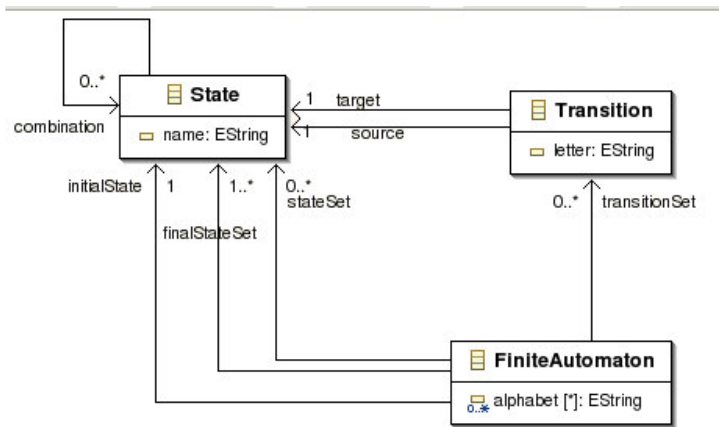 0..*
State
combination
name: EString
1 target
1 source
Transition
letter: EString
initialState 1
1..*
0..*
stateSet
finalStateSet
0..* transitionSet
FiniteAutomaton
0..*
alphabet [*]: EString